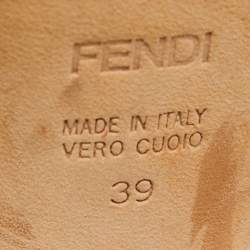 FENDI
MADE IN ITALY
VERO CUOIO
39